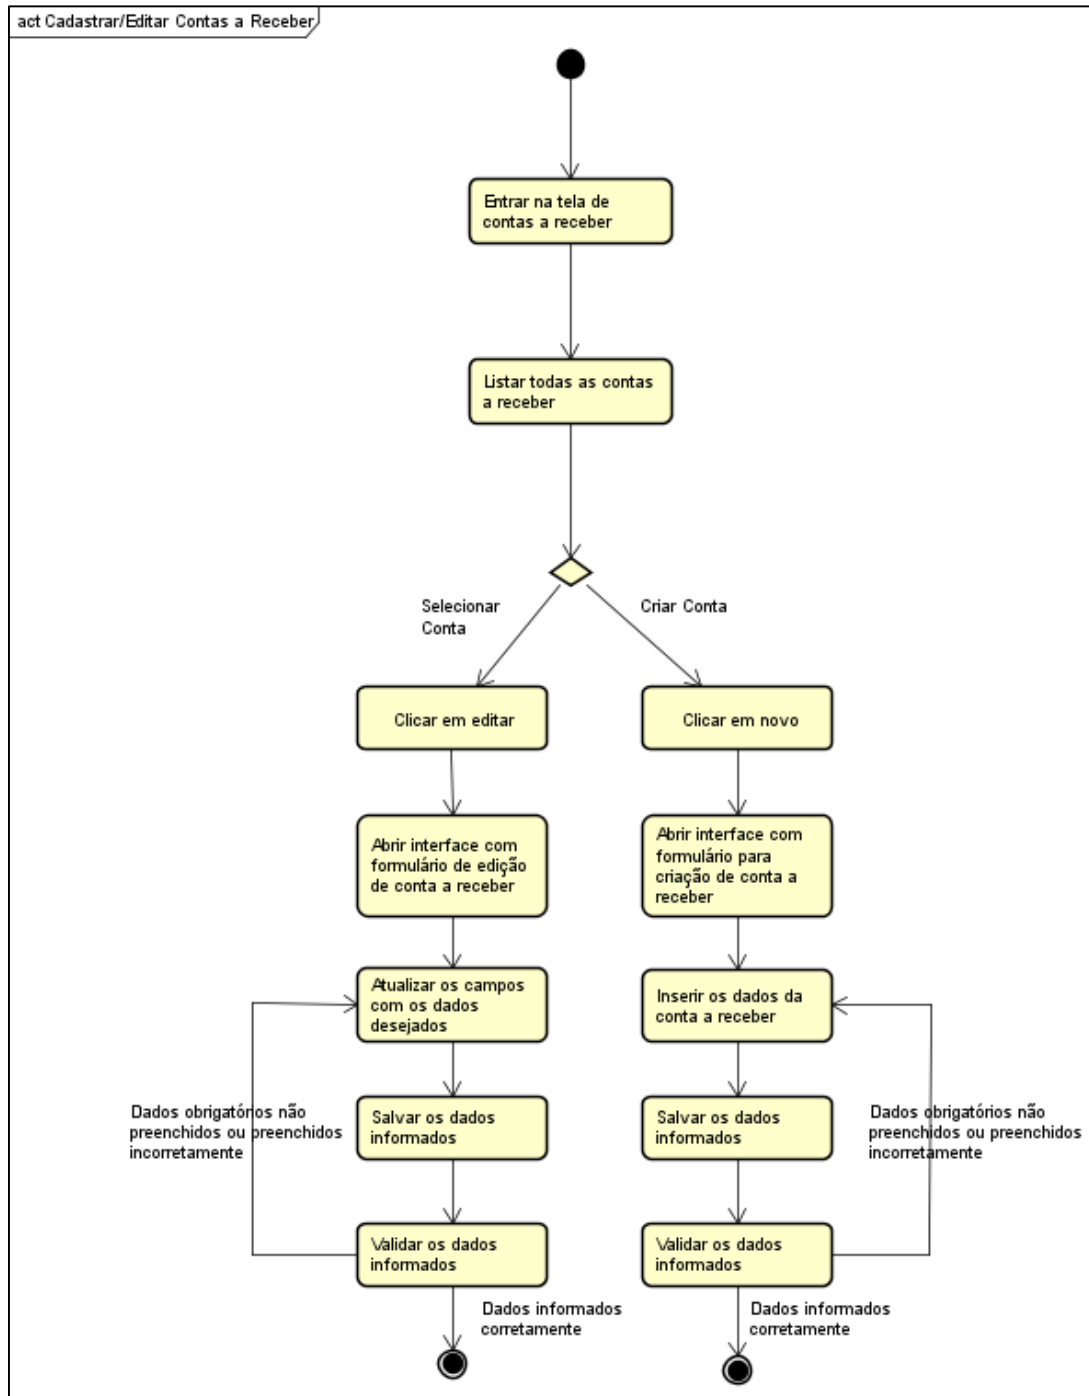 act Cadastrar/Editar Contas a Receber
Entrar na tela de
contas a receber
Listar todas as contas
a receber
Selecionar
Conta
Criar Conta
Clicar em editar
Clicar em novo
Abrir interface com
formulário de edição
de conta a receber
Abrir interface com
formulário para
criação de conta a
receber
Atualizar os campos
com os dados
desejados
Inserir os dados da
conta a receber
Dados obrigatórios não
preenchidos ou preenchidos
incorretamente
Salvar os dados
informados
Salvar os dados
informados
Dados obrigatórios não
preenchidos ou preenchidos
incorretamente
Validar os dados
informados
Validar os dados
informados
Dados informados
corretamente
Dados informados
corretamente